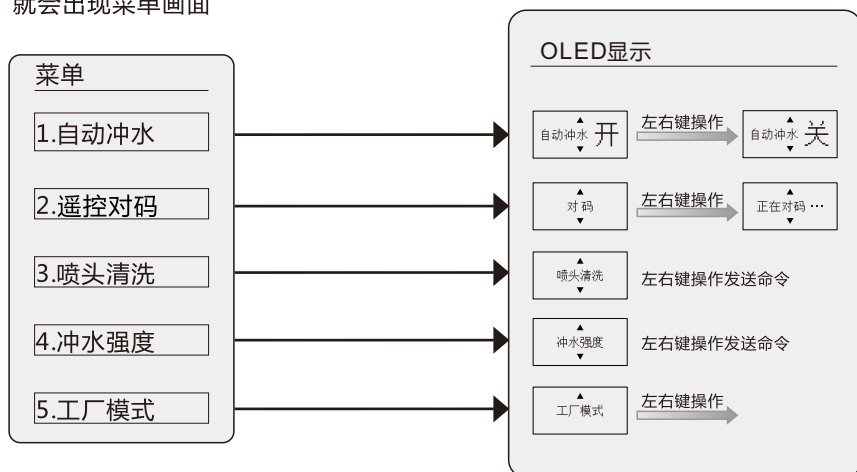 就会出现菜单画面
菜单
1.自动冲水
2.遥控对码
3.喷头清洗
4.冲水强度
5.工厂模式
OLED显示
自动冲水 开
左右键操作
自动冲水 关
对码
左右键操作
正在对码 ···
喷头清洗
左右键操作发送命令
冲水强度
左右键操作发送命令
工厂模式
左右键操作